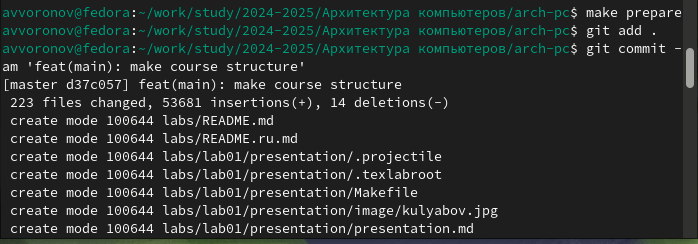 avvoronov@fedora:~/work/study/2024-2025/Архитектура компьютеров/arch-pc$ make prepare
avvoronov@fedora:~/work/study/2024-2025/Архитектура компьютеров/arch-pc$ git add .
avvoronov@fedora:~/work/study/2024-2025/Архитектура компьютеров/arch-pc$ git commit -
am 'feat(main): make course structure'
[master d37c057] feat(main): make course structure
 223 files changed, 53681 insertions(+), 14 deletions(-)
 create mode 100644 labs/README.md
 create mode 100644 labs/README.ru.md
 create mode 100644 labs/lab01/presentation/.projectile
 create mode 100644 labs/lab01/presentation/.texlabroot
 create mode 100644 labs/lab01/presentation/Makefile
 create mode 100644 labs/lab01/presentation/image/kulyabov.jpg
 create mode 100644 labs/lab01/presentation/presentation.md